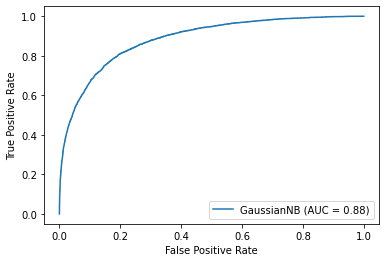 1.0
0.8
0.6
0.4
0.2
0.0
True Positive Rate
GaussianNB (AUC = 0.88)
0.0 0.2 0.4 0.6 0.8 1.0
False Positive Rate